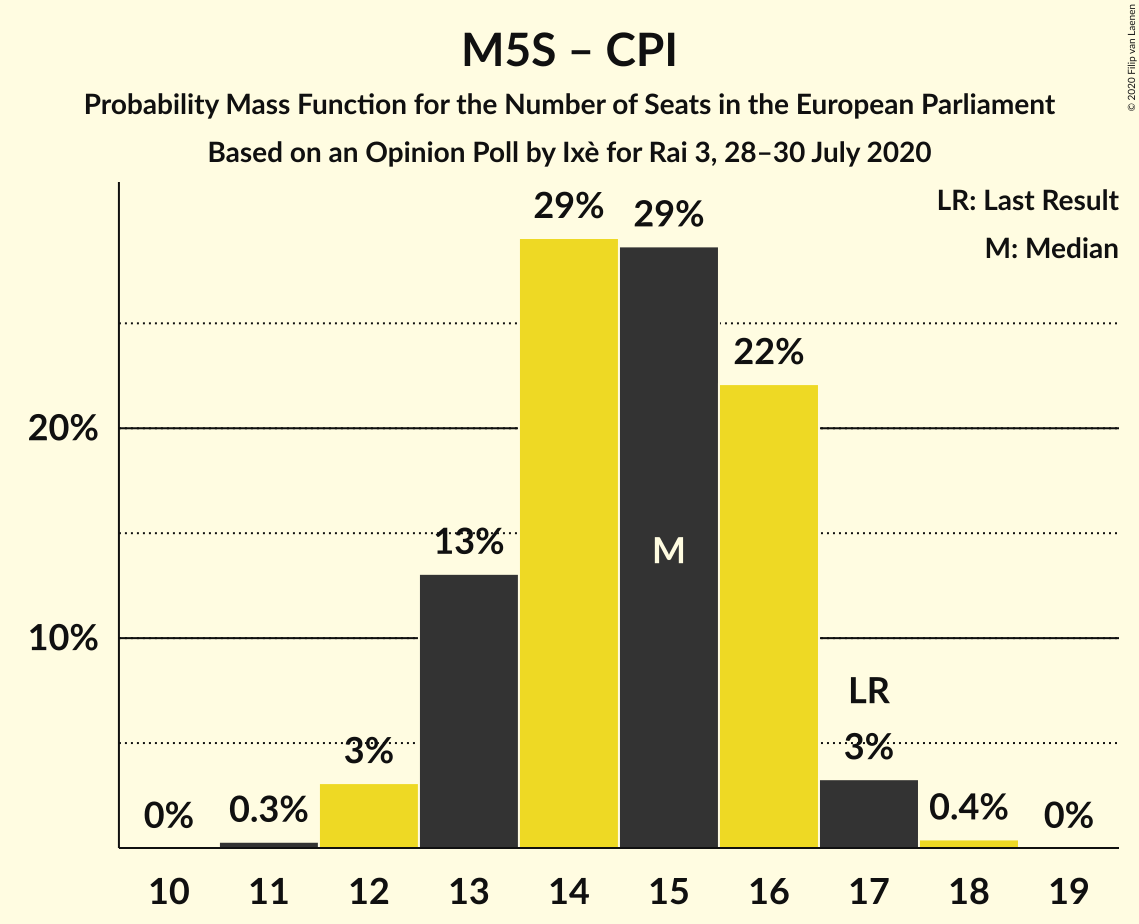 M5S – CPI
Probability Mass Function for the Number of Seats in the European Parliament
Based on an Opinion Poll by Ixè for Rai 3, 28–30 July 2020
© 2020 Filip van Laenen
LR: Last Result
M: Median
29%
29%
22%
20%
13%
M
10%
LR
3%
3%
0%
0.3%
0.4%
0%
10 11 12 13 14 15 16 17 18 19